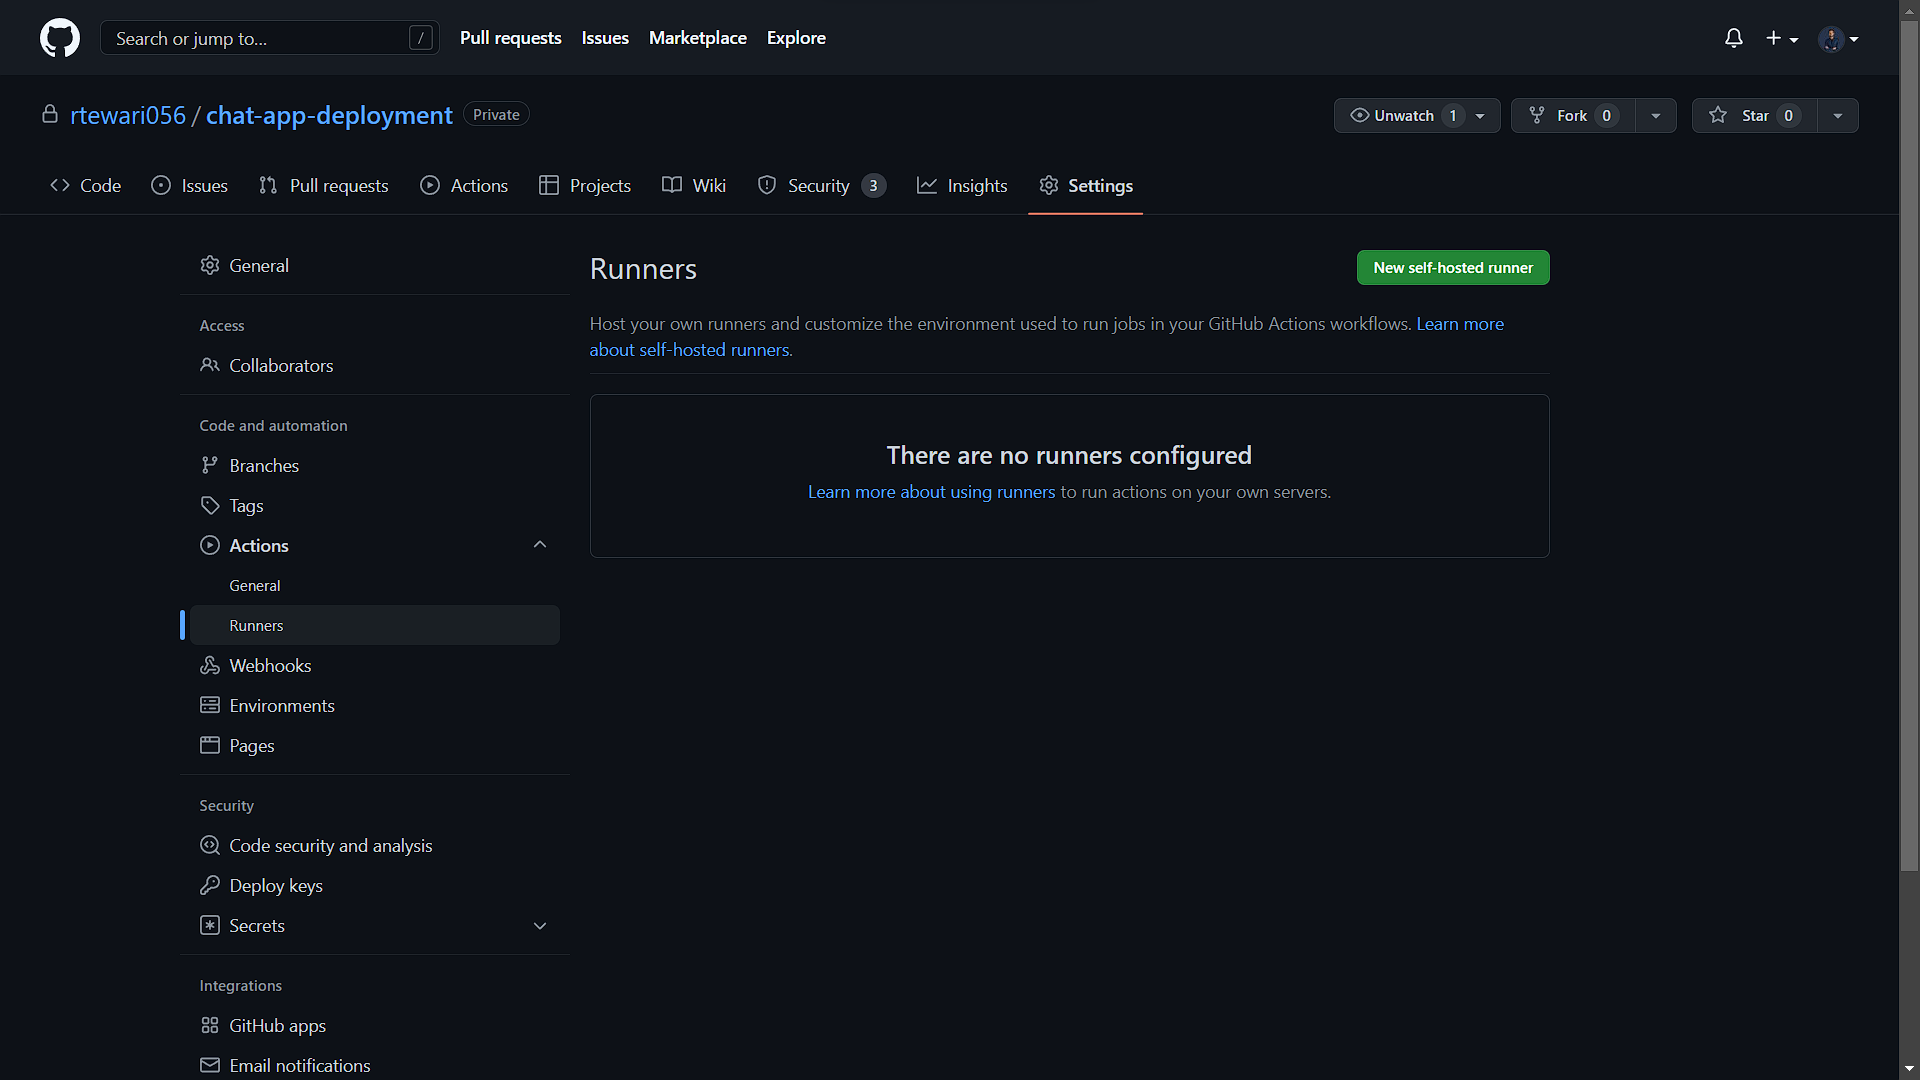 Search or jump to... /
Pull requests Issues Marketplace Explore
rtewari056 / chat-app-deployment Private
Unwatch 1 Fork 0 Star 0
Code Issues Pull requests Actions Projects Wiki Security 3 Insights Settings
General
Access
Collaborators
Code and automation
Branches
Tags
Actions
General
Runners
Webhooks
Environments
Pages
Security
Code security and analysis
Deploy keys
Secrets
Integrations
GitHub apps
Email notifications
Runners
New self-hosted runner
Host your own runners and customize the environment used to run jobs in your GitHub Actions workflows. Learn more
about self-hosted runners.
There are no runners configured
Learn more about using runners to run actions on your own servers.